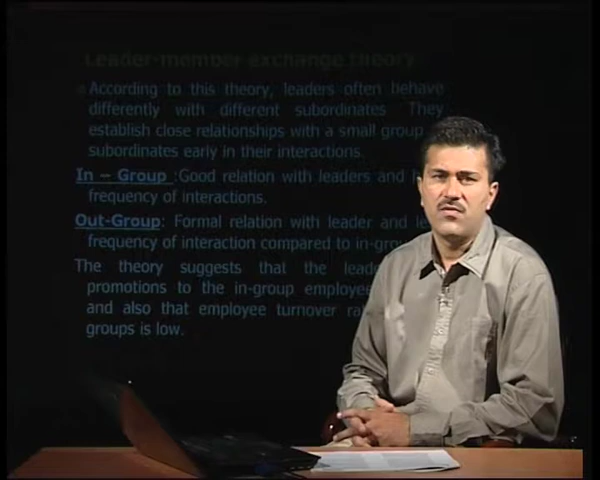 Leader-member exchange theory
According to this theory, leaders often behave
differently with different subordinates They
establish close relationships with a small group
subordinates early in their interactions.
In – Group :Good relation with leaders and
frequency of interactions.
Out-Group: Formal relation with leader and
frequency of interaction compared to
The theory suggests that the
promotions to the in-group
and also that employee turnover
groups is low.